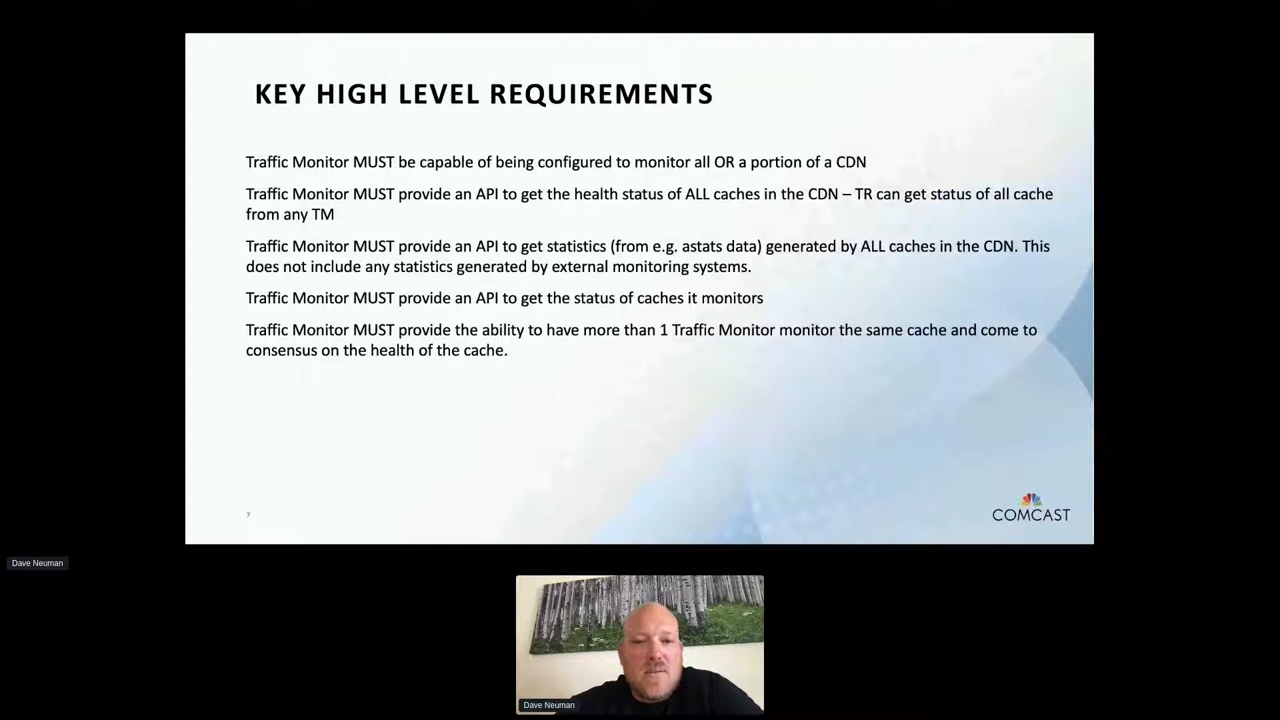 KEY HIGH LEVEL REQUIREMENTS
Traffic Monitor MUST be capable of being configured to monitor all OR a portion of a CDN
Traffic Monitor MUST provide an API to get the health status of ALL caches in the CDN – TR can get status of all cache
from any TM
Traffic Monitor MUST provide an API to get statistics (from e.g. astats data) generated by ALL caches in the CDN. This
does not include any statistics generated by external monitoring systems.
Traffic Monitor MUST provide an API to get the status of caches it monitors
Traffic Monitor MUST provide the ability to have more than 1 Traffic Monitor monitor the same cache and come to
consensus on the health of the cache.
COMCAST
Dave Neuman
Dave Neuman